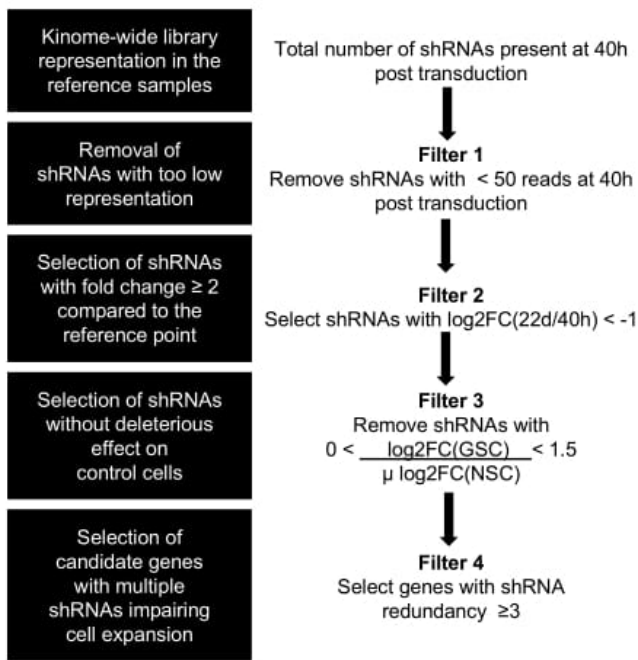 Kinome-wide library
representation in the
reference samples
Total number of shRNAs present at 40h
post transduction
Removal of
shRNAs with too low
representation
Filter 1
Remove shRNAs with < 50 reads at 40h
post transduction
Selection of shRNAs
with fold change ≥ 2
compared to the
reference point
Filter 2
Select shRNAs with log2FC(22d/40h) < -1
Selection of shRNAs
without deleterious
effect on
control cells
Filter 3
Remove shRNAs with
0 < log2FC(GSC) < 1.5
µ log2FC(NSC)
Selection of
candidate genes
with multiple
shRNAs impairing
cell expansion
Filter 4
Select genes with shRNA
redundancy ≥3